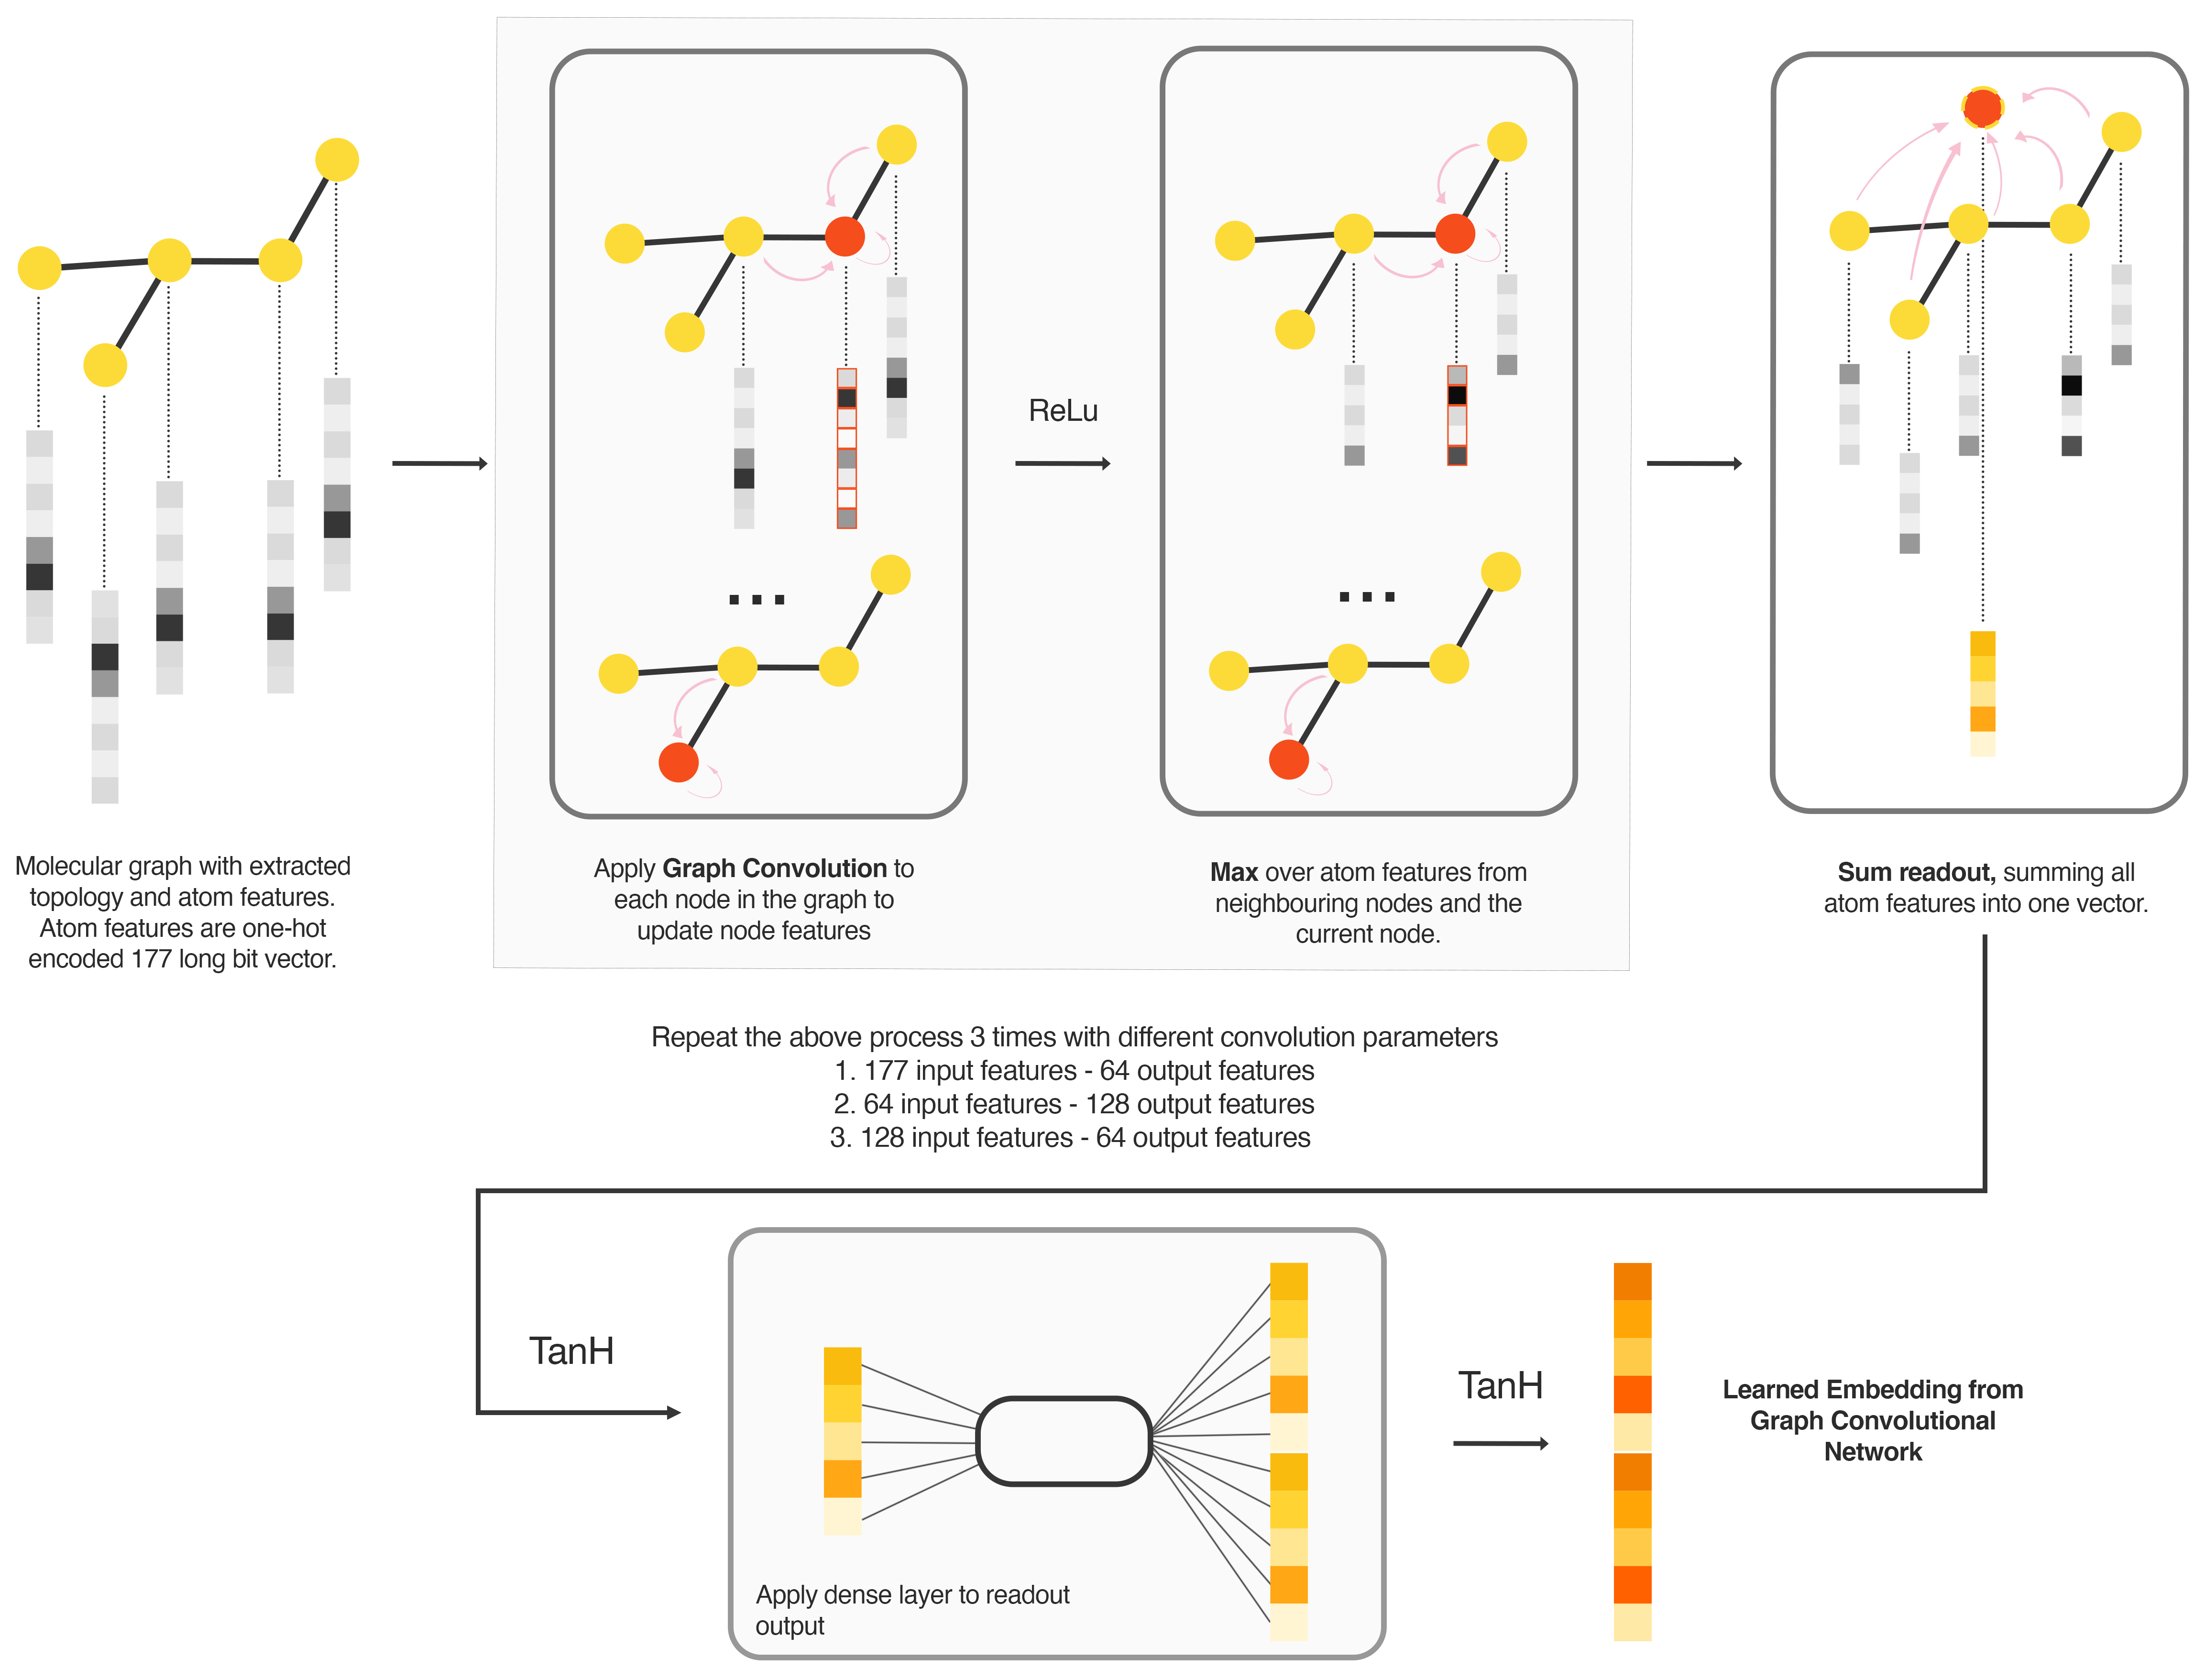 ReLu
Molecular graph with extracted
topology and atom features.
Atom features are one-hot
encoded 177 long bit vector.
Apply Graph Convolution to
each node in the graph to
update node features
Max over atom features from
neighbouring nodes and the
current node.
Sum readout, summing all
atom features into one vector.
Repeat the above process 3 times with different convolution parameters
1. 177 input features - 64 output features
2. 64 input features - 128 output features
3. 128 input features - 64 output features
TanH
Apply dense layer to readout
output
TanH
Learned Embedding from
Graph Convolutional
Network